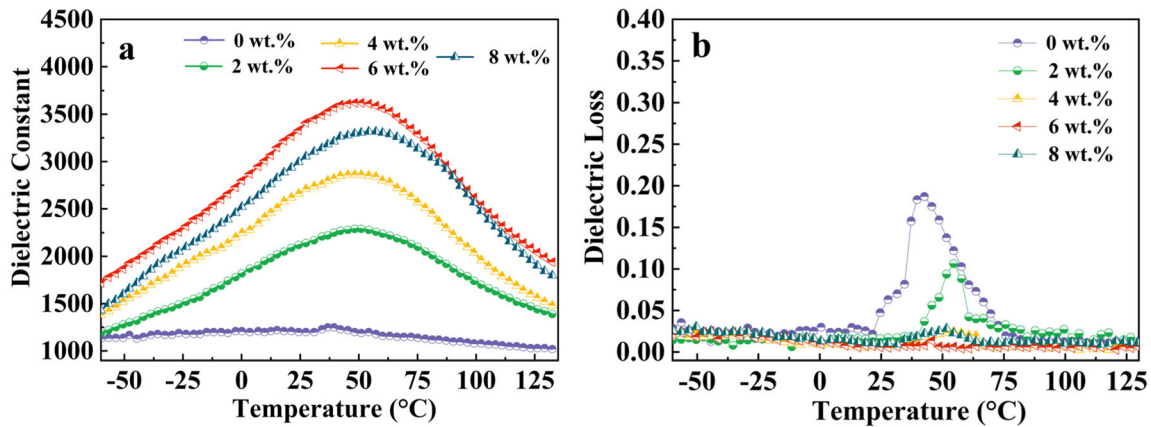 a
0 wt.%
2 wt.%
4 wt.%
6 wt.%
8 wt.%
4500
4000
3500
3000
2500
2000
1500
1000
Dielectric Constant
-50 -25 0 25 50 75 100 125
Temperature (°C)
b
0 wt.%
2 wt.%
4 wt.%
6 wt.%
8 wt.%
0.40
0.35
0.30
0.25
0.20
0.15
0.10
0.05
0.00
Dielectric Loss
-50 -25 0 25 50 75 100 125
Temperature (°C)